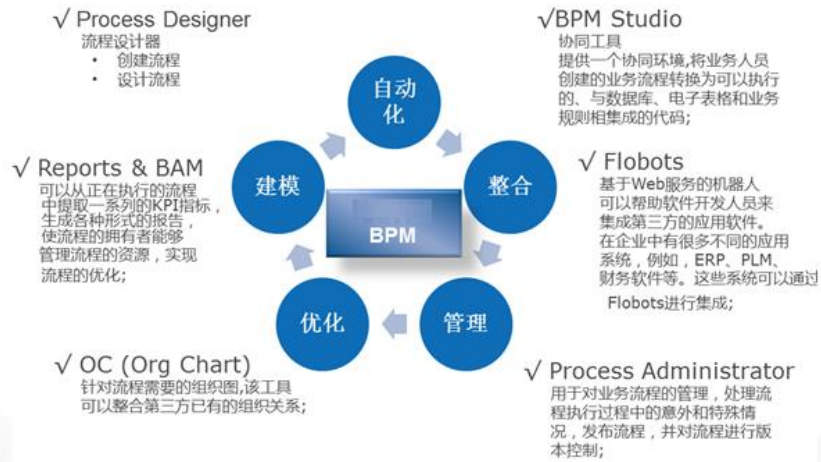 √ Process Designer
流程设计器
• 创建流程
• 设计流程
√BPM Studio
协同工具
提供一个协同环境,将业务人员
创建的业务流程转换为可以执行
的、与数据库、电子表格和业务
规则相集成的代码;
自动
化
建模
整合
BPM
优化
管理
√ Reports & BAM
可以从正在执行的流程
中提取一系列的KPI指标，
生成各种形式的报告，
使流程的拥有者能够
管理流程的资源，实现
流程的优化;
√ Flobots
基于Web服务的机器人
可以帮助软件开发人员来
集成第三方的应用软件。
在企业中有很多不同的应用
系统，例如，ERP、PLM、
财务软件等。这些系统可以通过
Flobots进行集成;
√ OC (Org Chart)
针对流程需要的组织图,该工具
可以整合第三方已有的组织关系;
√ Process Administrator
用于对业务流程的管理，处理流
程执行过程中的意外和特殊情
况，发布流程，并对流程进行版
本控制;